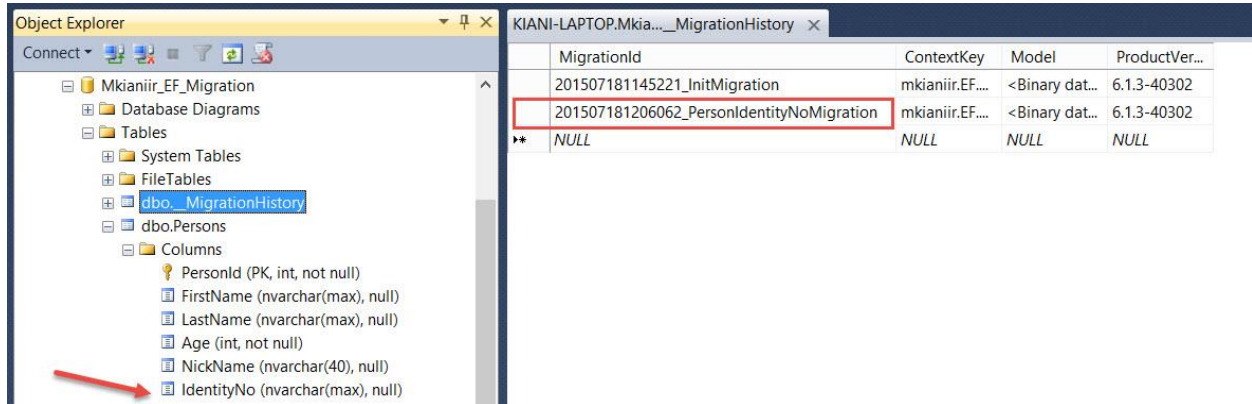 Object Explorer
Connect
Mkianiir_EF_Migration
Database Diagrams
Tables
System Tables
FileTables
dbo.__MigrationHistory
dbo.Persons
Columns
PersonId (PK, int, not null)
FirstName (nvarchar(max), null)
LastName (nvarchar(max), null)
Age (int, not null)
NickName (nvarchar(40), null)
IdentityNo (nvarchar(max), null)
KIANI-LAPTOP.Mkia...__MigrationHistory
MigrationId ContextKey Model ProductVer...
201507181145221_InitMigration mkianiir.EF.... <Binary dat... 6.1.3-40302
201507181206062_PersonIdentityNoMigration mkianiir.EF.... <Binary dat... 6.1.3-40302
NULL NULL NULL NULL